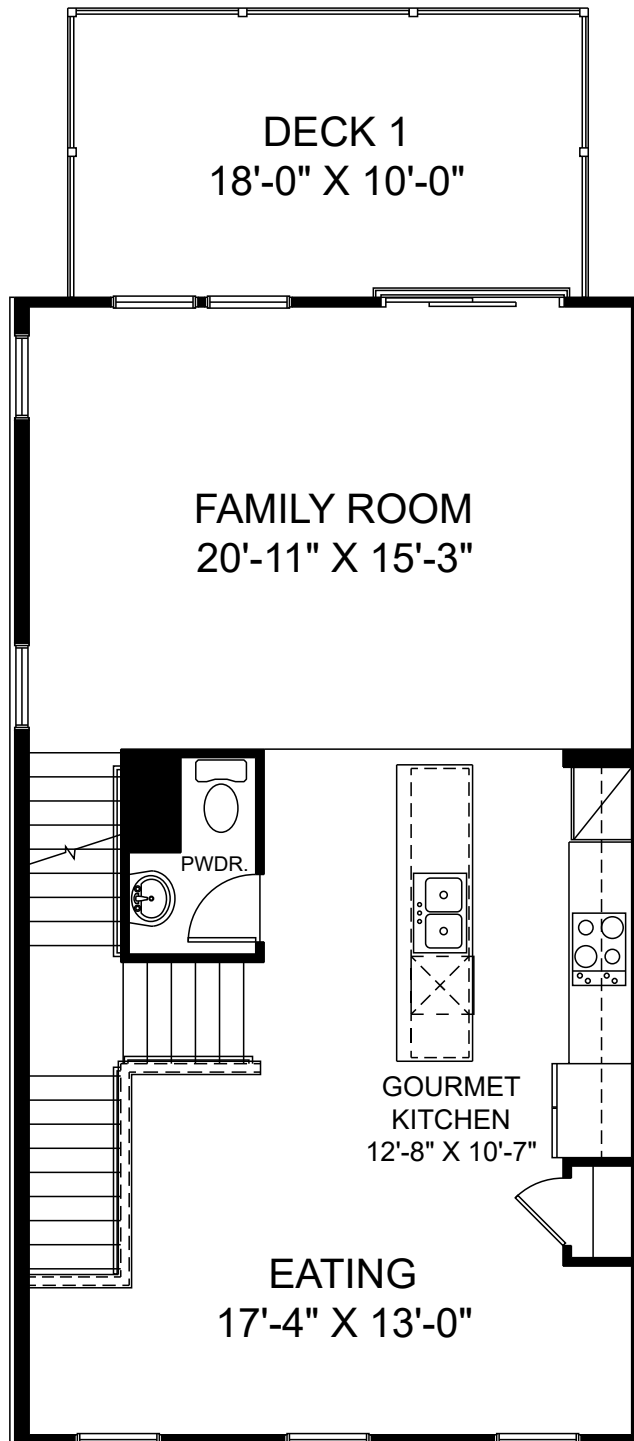 DECK 1
18'-0" X 10'-0"
FAMILY ROOM
20'-11" X 15'-3"
PWDR.
GOURMET
KITCHEN
12'-8" X 10'-7"
EATING
17'-4" X 13'-0"